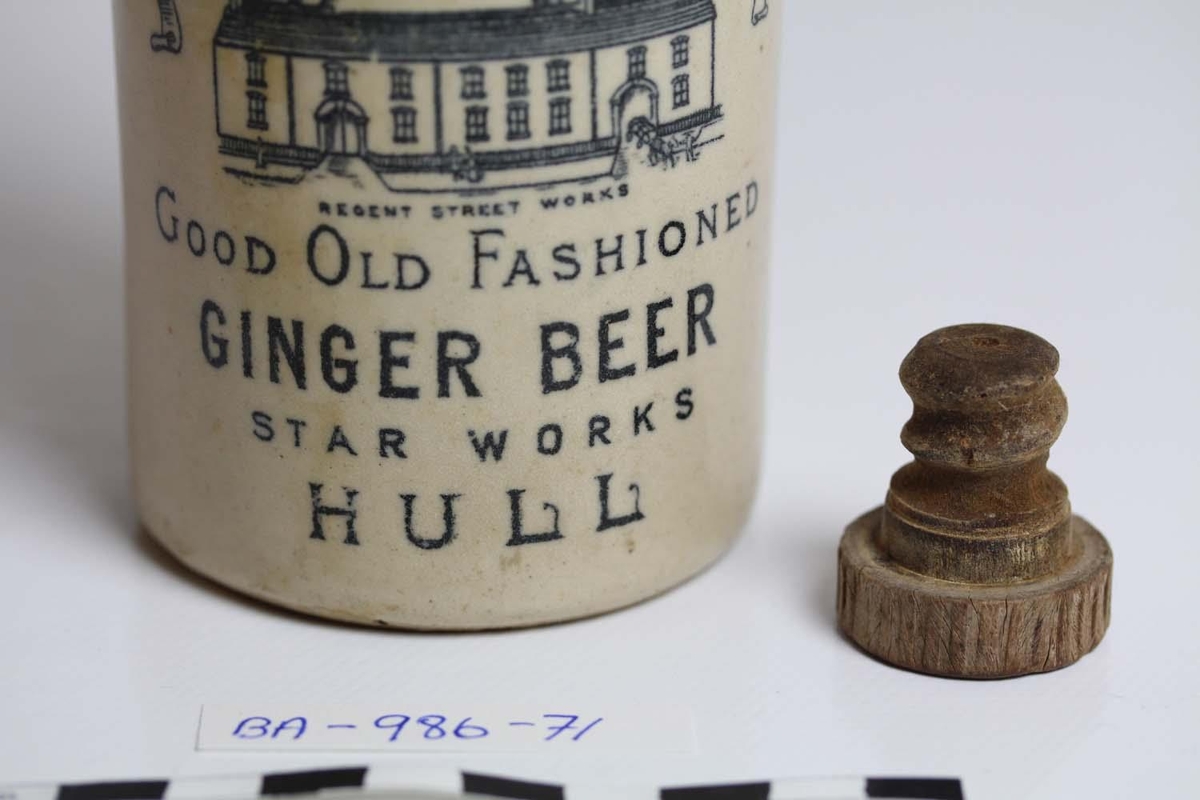 REGENT STREET WORKS
GOOD OLD FASHIONED
GINGER BEER
STAR WORKS
HULL
BA-986-71